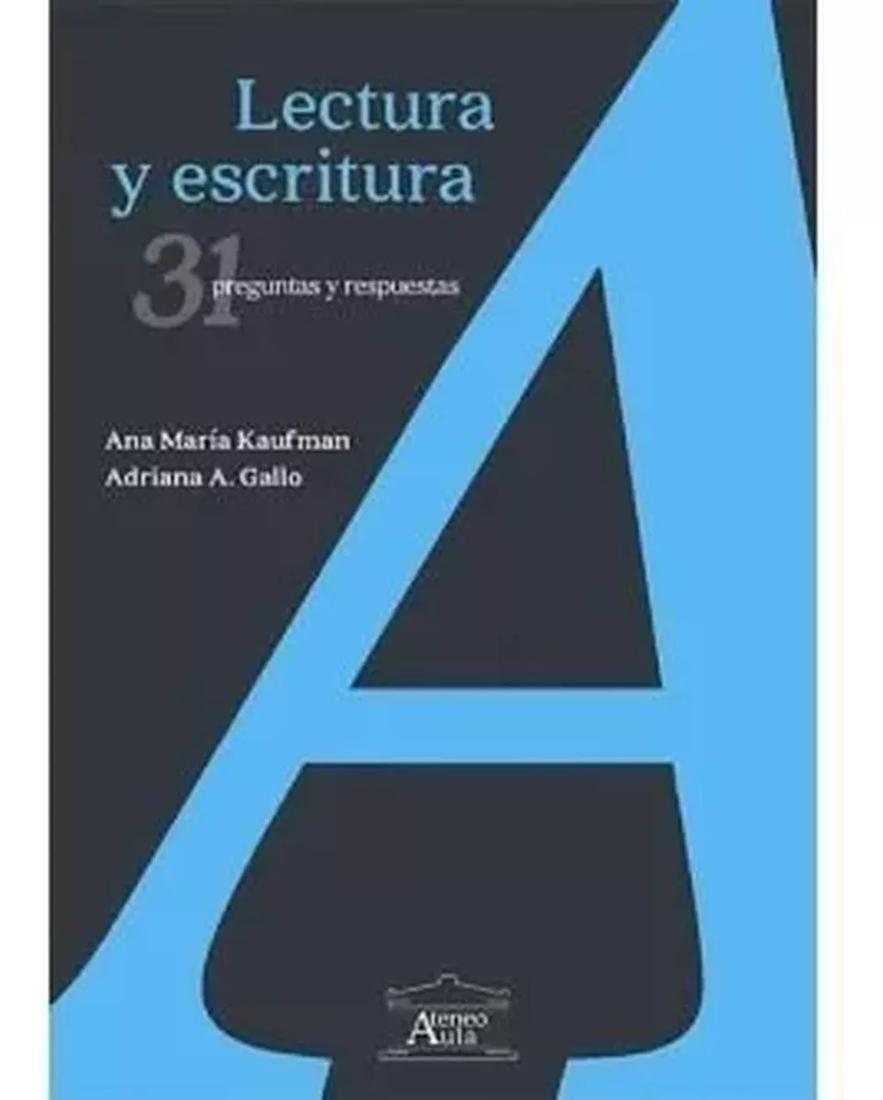 Lectura
y escritura
31
preguntas y respuestas
Ana María Kaufman
Adriana A. Gallo
Ateneo
Aula